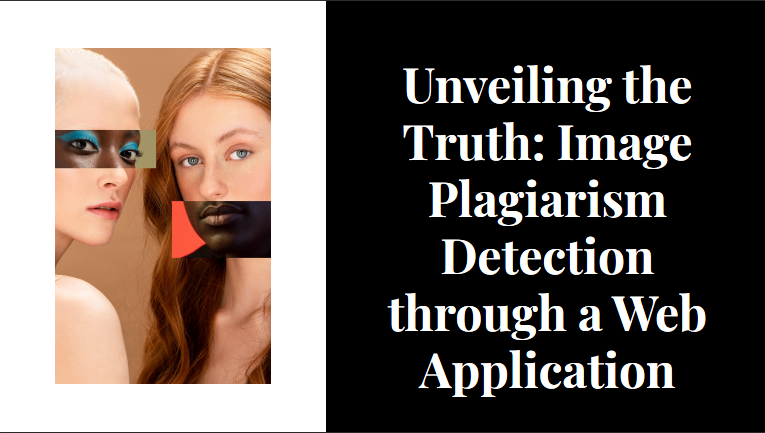 Unveiling the
Truth: Image
Plagiarism
Detection
through a Web
Application